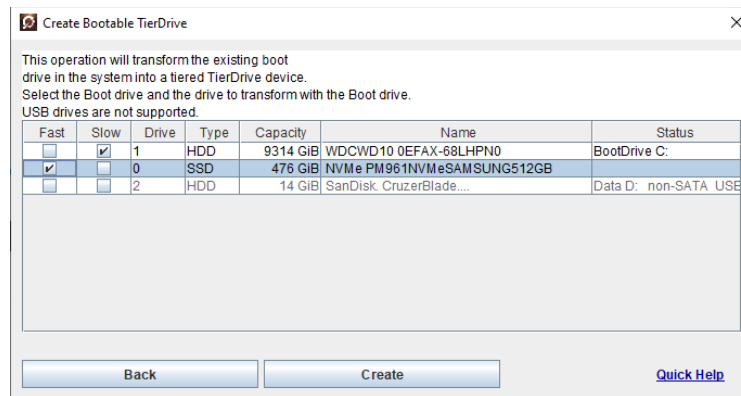 Create Bootable TierDrive
This operation will transform the existing boot
drive in the system into a tiered TierDrive device.
Select the Boot drive and the drive to transform with the Boot drive.
USB drives are not supported.
Fast Slow Drive Type Capacity Name Status
1 HDD 9314 GiB WDCWD10 0EFAX-68LHPN0 BootDrive C:
0 SSD 476 GiB NVMe PM961NVMeSAMSUNG512GB
2 HDD 14 GiB SanDisk. CruzerBlade.... Data D: non-SATA USB
Back Create Quick Help